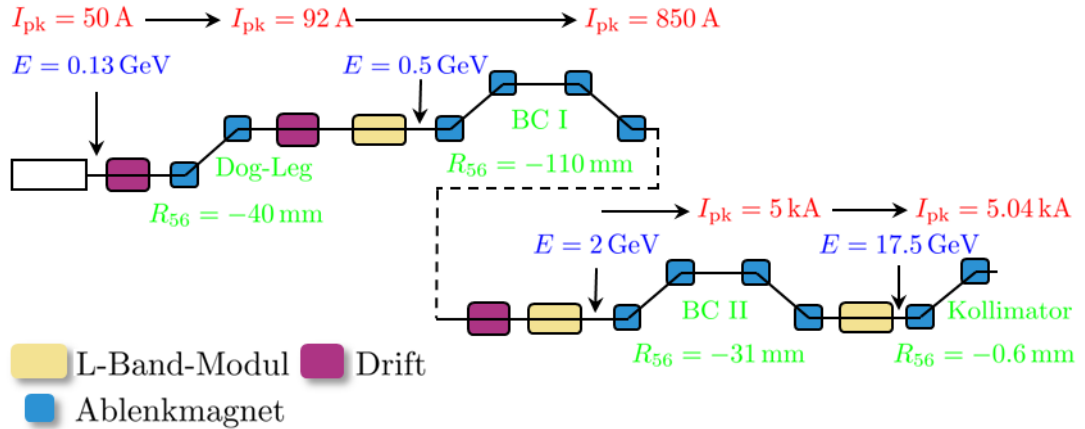 I_pk = 50 A I_pk = 92 A I_pk = 850 A
E = 0.13 GeV E = 0.5 GeV
BC I
Dog-Leg
R_56 = −110 mm
R_56 = −40 mm
I_pk = 5 kA I_pk = 5.04 kA
E = 2 GeV E = 17.5 GeV
BC II Kollimator
R_56 = −31 mm R_56 = −0.6 mm
L-Band-Modul Drift
Ablenkmagnet